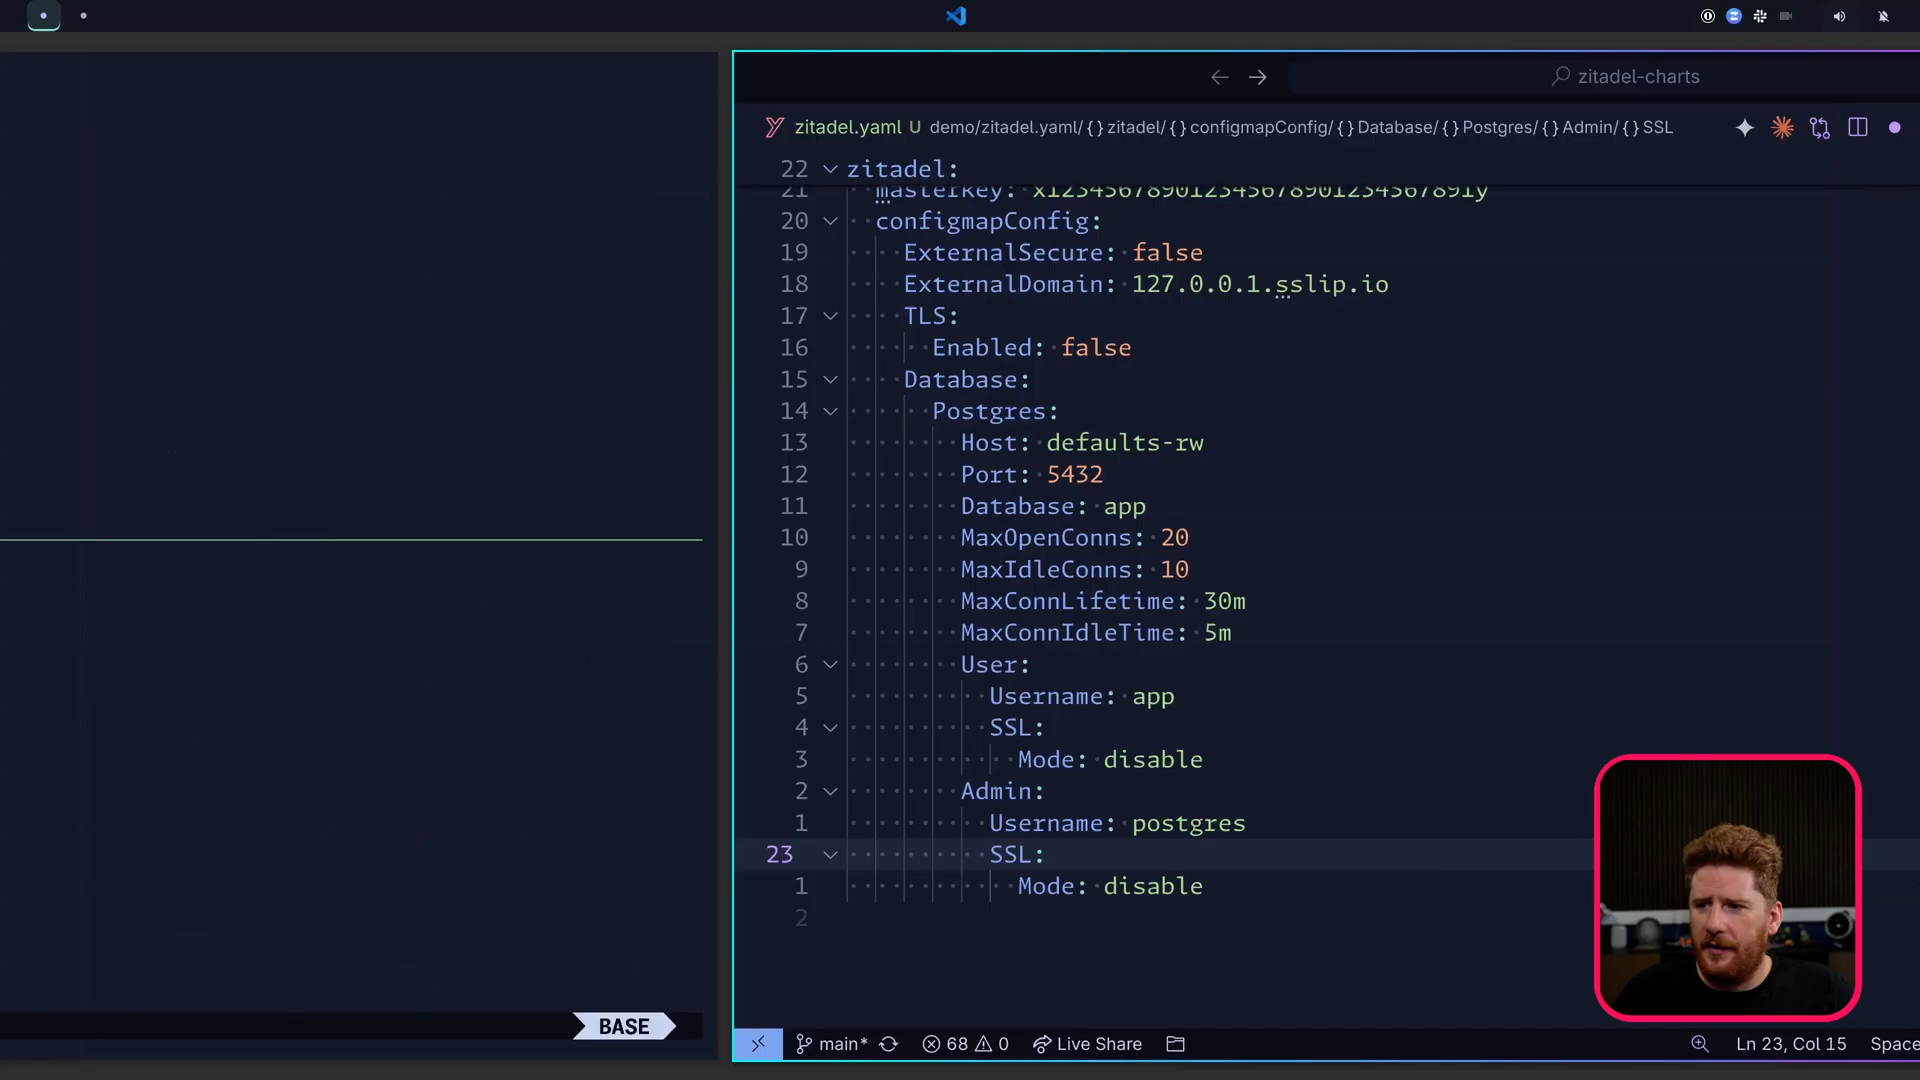 zitadel-charts
zitadel.yaml U demo/zitadel.yaml/{}zitadel/{}configmapConfig/{}Database/{}Postgres/{}Admin/{}SSL
22 zitadel:
21 masterkey: x123456789012345678901234567891y
20 configmapConfig:
19 ExternalSecure: false
18 ExternalDomain: 127.0.0.1.sslip.io
17 TLS:
16 Enabled: false
15 Database:
14 Postgres:
13 Host: defaults-rw
12 Port: 5432
11 Database: app
10 MaxOpenConns: 20
9 MaxIdleConns: 10
8 MaxConnLifetime: 30m
7 MaxConnIdleTime: 5m
6 User:
5 Username: app
4 SSL:
3 Mode: disable
2 Admin:
1 Username: postgres
23 SSL:
1 Mode: disable
2
BASE
main* 68 0 Live Share Ln 23, Col 15 Space